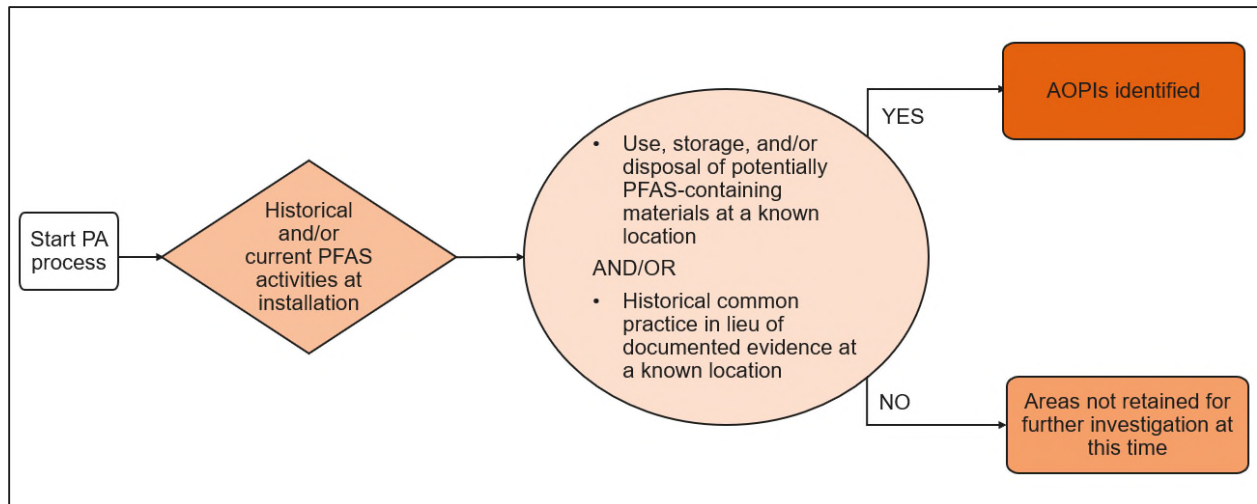 Start PA
process
Historical
and/or
current PFAS
activities at
installation
• Use, storage, and/or
disposal of potentially
PFAS-containing
materials at a known
location
AND/OR
• Historical common
practice in lieu of
documented evidence at
a known location
YES
AOPIs identified
NO
Areas not retained for
further investigation at
this time